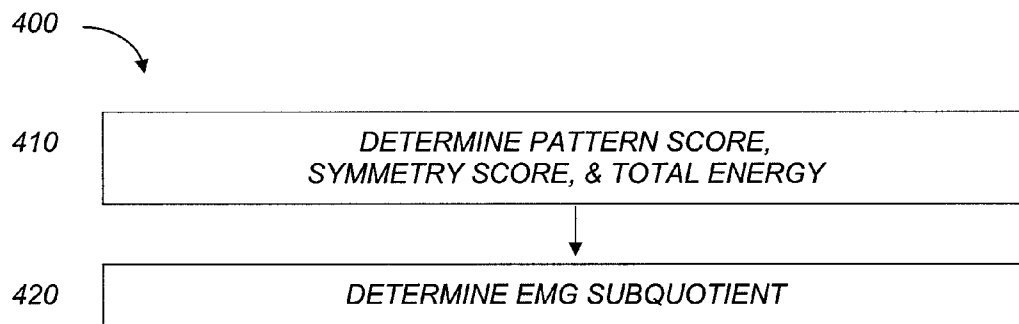 400
410
DETERMINE PATTERN SCORE,
SYMMETRY SCORE, & TOTAL ENERGY
420
DETERMINE EMG SUBQUOTIENT